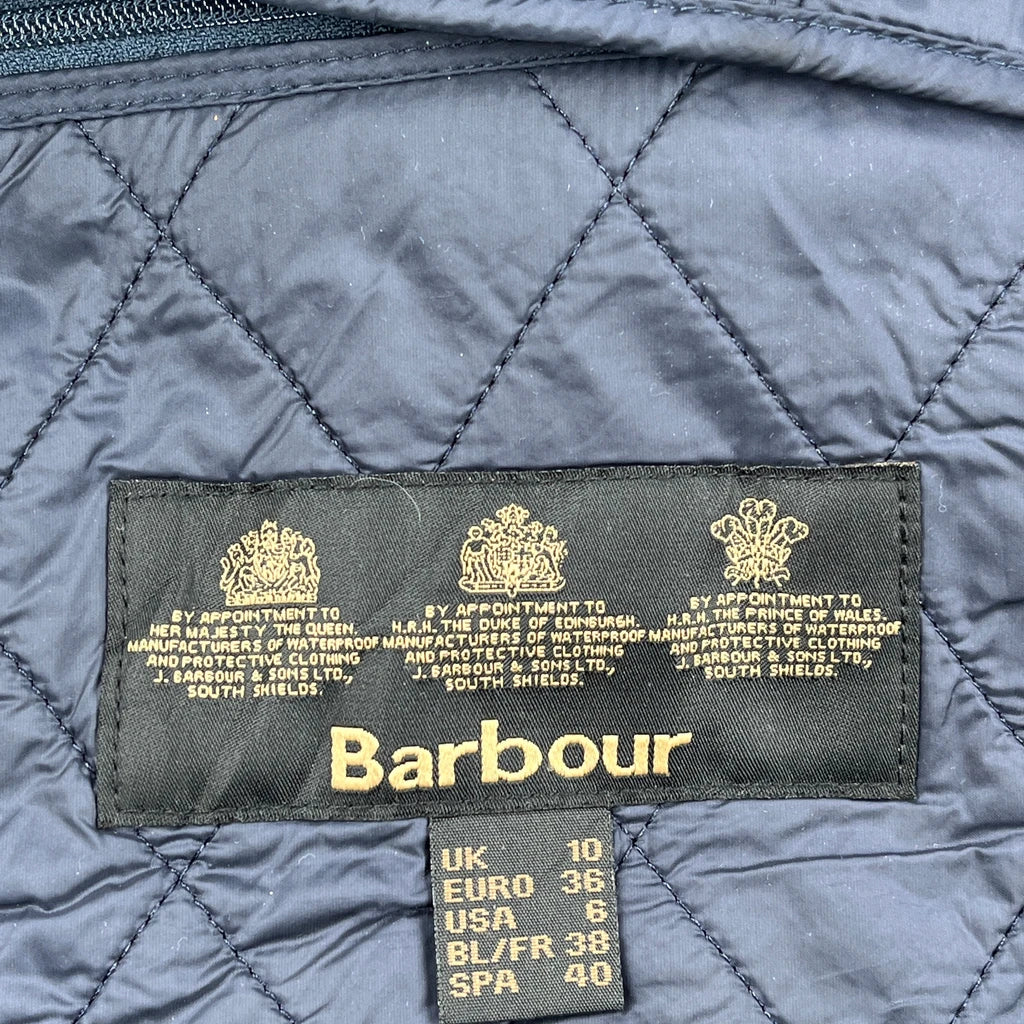 BY APPOINTMENT TO
HER MAJESTY THE QUEEN.
MANUFACTURERS OF WATERPROOF
AND PROTECTIVE CLOTHING
J. BARBOUR & SONS LTD.,
SOUTH SHIELDS.
BY APPOINTMENT TO
H.R.H. THE DUKE OF EDINBURGH.
MANUFACTURERS OF WATERPROOF
AND PROTECTIVE CLOTHING
J. BARBOUR & SONS LTD.,
SOUTH SHIELDS.
BY APPOINTMENT TO
H.R.H. THE PRINCE OF WALES.
MANUFACTURERS OF WATERPROOF
AND PROTECTIVE CLOTHING
J. BARBOUR & SONS LTD.,
SOUTH SHIELDS.
Barbour
UK 10
EURO 36
USA 6
BL/FR 38
SPA 40